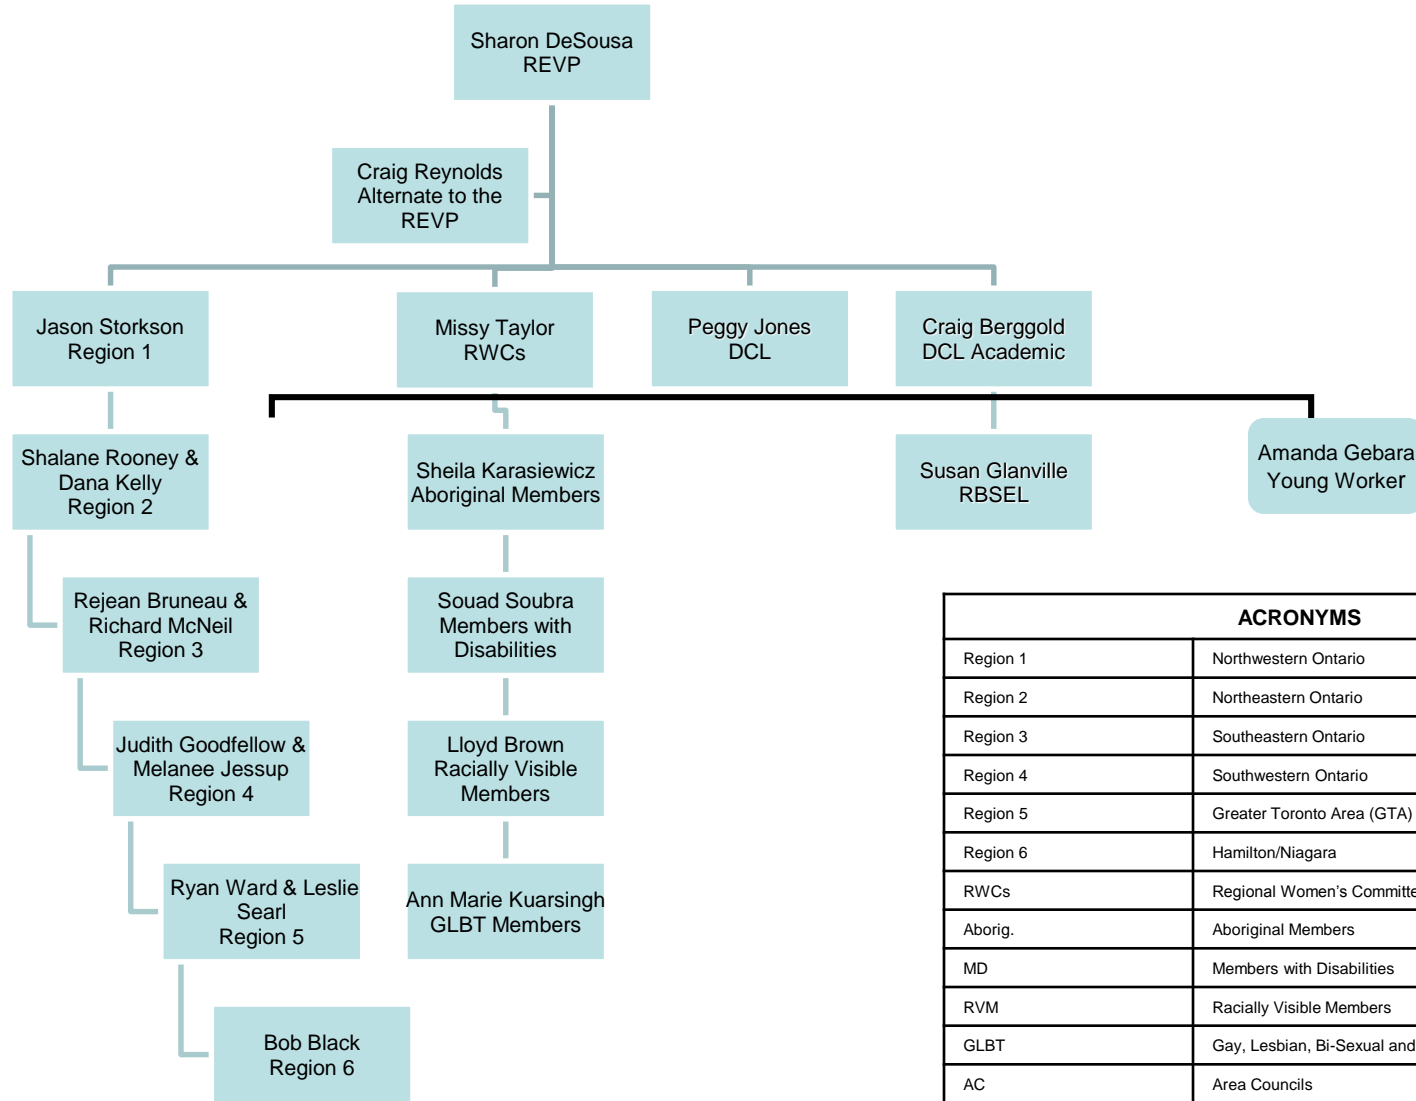 Sharon DeSousa
REVP
Craig Reynolds
Alternate to the
REVP
Jason Storkson
Region 1
Missy Taylor
RWCs
Peggy Jones
DCL
Craig Berggold
DCL Academic
Shalane Rooney &
Dana Kelly
Region 2
Sheila Karasiewicz
Aboriginal Members
Susan Glanville
RBSEL
Amanda Gebara
Young Worker
Rejean Bruneau &
Richard McNeil
Region 3
Souad Soubra
Members with
Disabilities
Judith Goodfellow &
Melanee Jessup
Region 4
Lloyd Brown
Racially Visible
Members
Ryan Ward & Leslie
Searl
Region 5
Ann Marie Kuarsingh
GLBT Members
Bob Black
Region 6
ACRONYMS
Region 1 Northwestern Ontario
Region 2 Northeastern Ontario
Region 3 Southeastern Ontario
Region 4 Southwestern Ontario
Region 5 Greater Toronto Area (GTA)
Region 6 Hamilton/Niagara
RWCs Regional Women's
Aborig. Aboriginal Members
MD Members with Disabilities
RVM Racially Visible Members
GLBT Gay, Lesbian, Bi-Sexual and
AC Area Councils